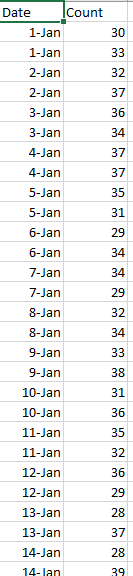 Date Count
1-Jan 30
1-Jan 33
2-Jan 32
2-Jan 37
3-Jan 36
3-Jan 34
4-Jan 37
4-Jan 37
5-Jan 35
5-Jan 31
6-Jan 29
6-Jan 34
7-Jan 34
7-Jan 29
8-Jan 32
8-Jan 34
9-Jan 33
9-Jan 38
10-Jan 31
10-Jan 36
11-Jan 35
11-Jan 32
12-Jan 36
12-Jan 29
13-Jan 28
13-Jan 37
14-Jan 28
14-Jan 39